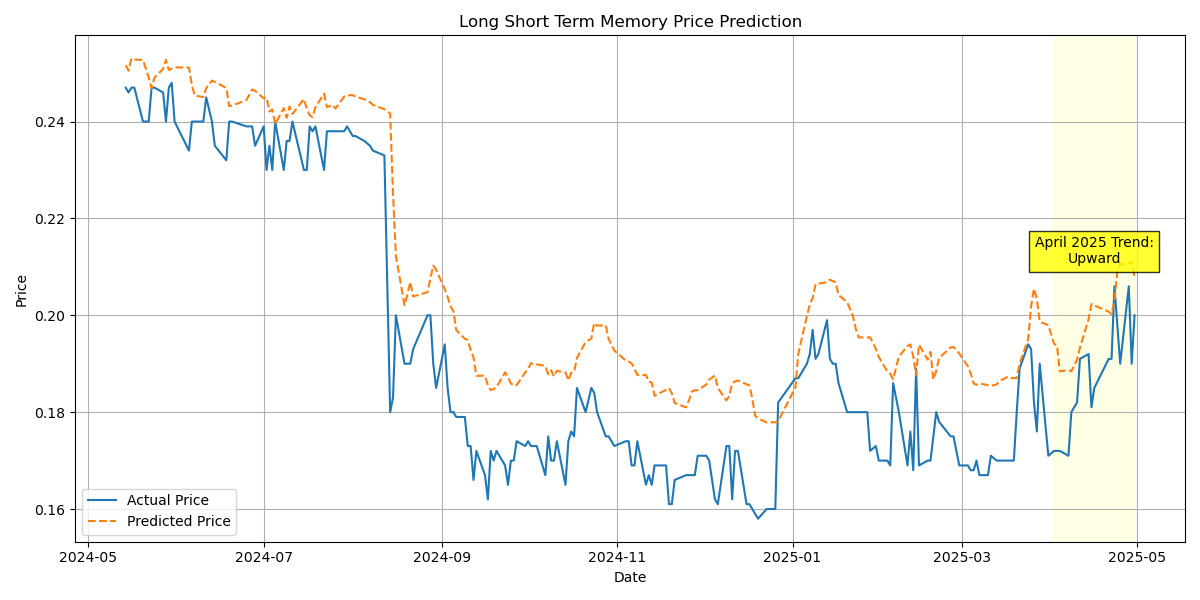 Long Short Term Memory Price Prediction
0.24
0.22
0.20
0.18
0.16
Price
April 2025 Trend:
Upward
Actual Price
Predicted Price
2024-05
2024-07
2024-09
2024-11
2025-01
2025-03
2025-05
Date